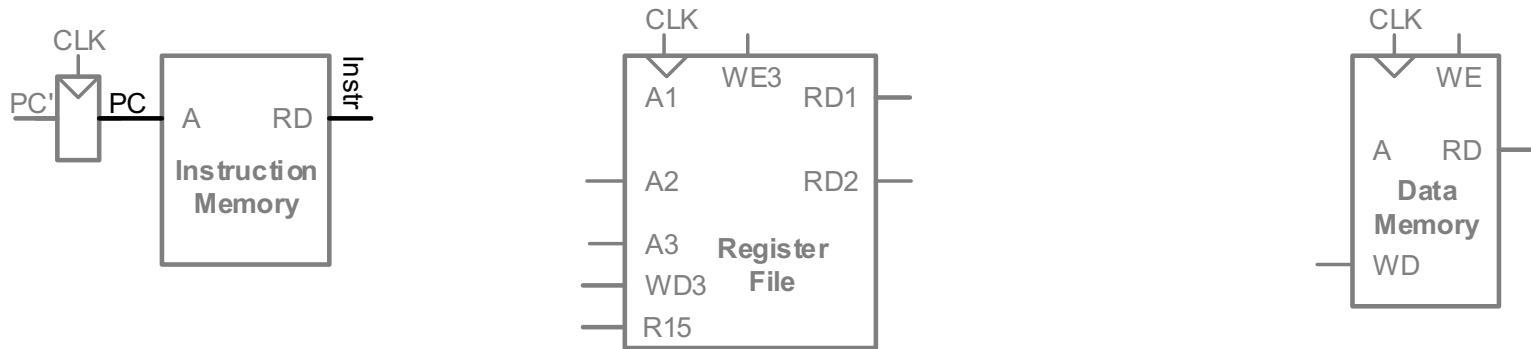 CLK
PC'
PC
A
RD
Instr
Instruction
Memory
CLK
WE3
A1
RD1
A2
RD2
A3
WD3
R15
Register
File
CLK
WE
A
RD
Data
Memory
WD